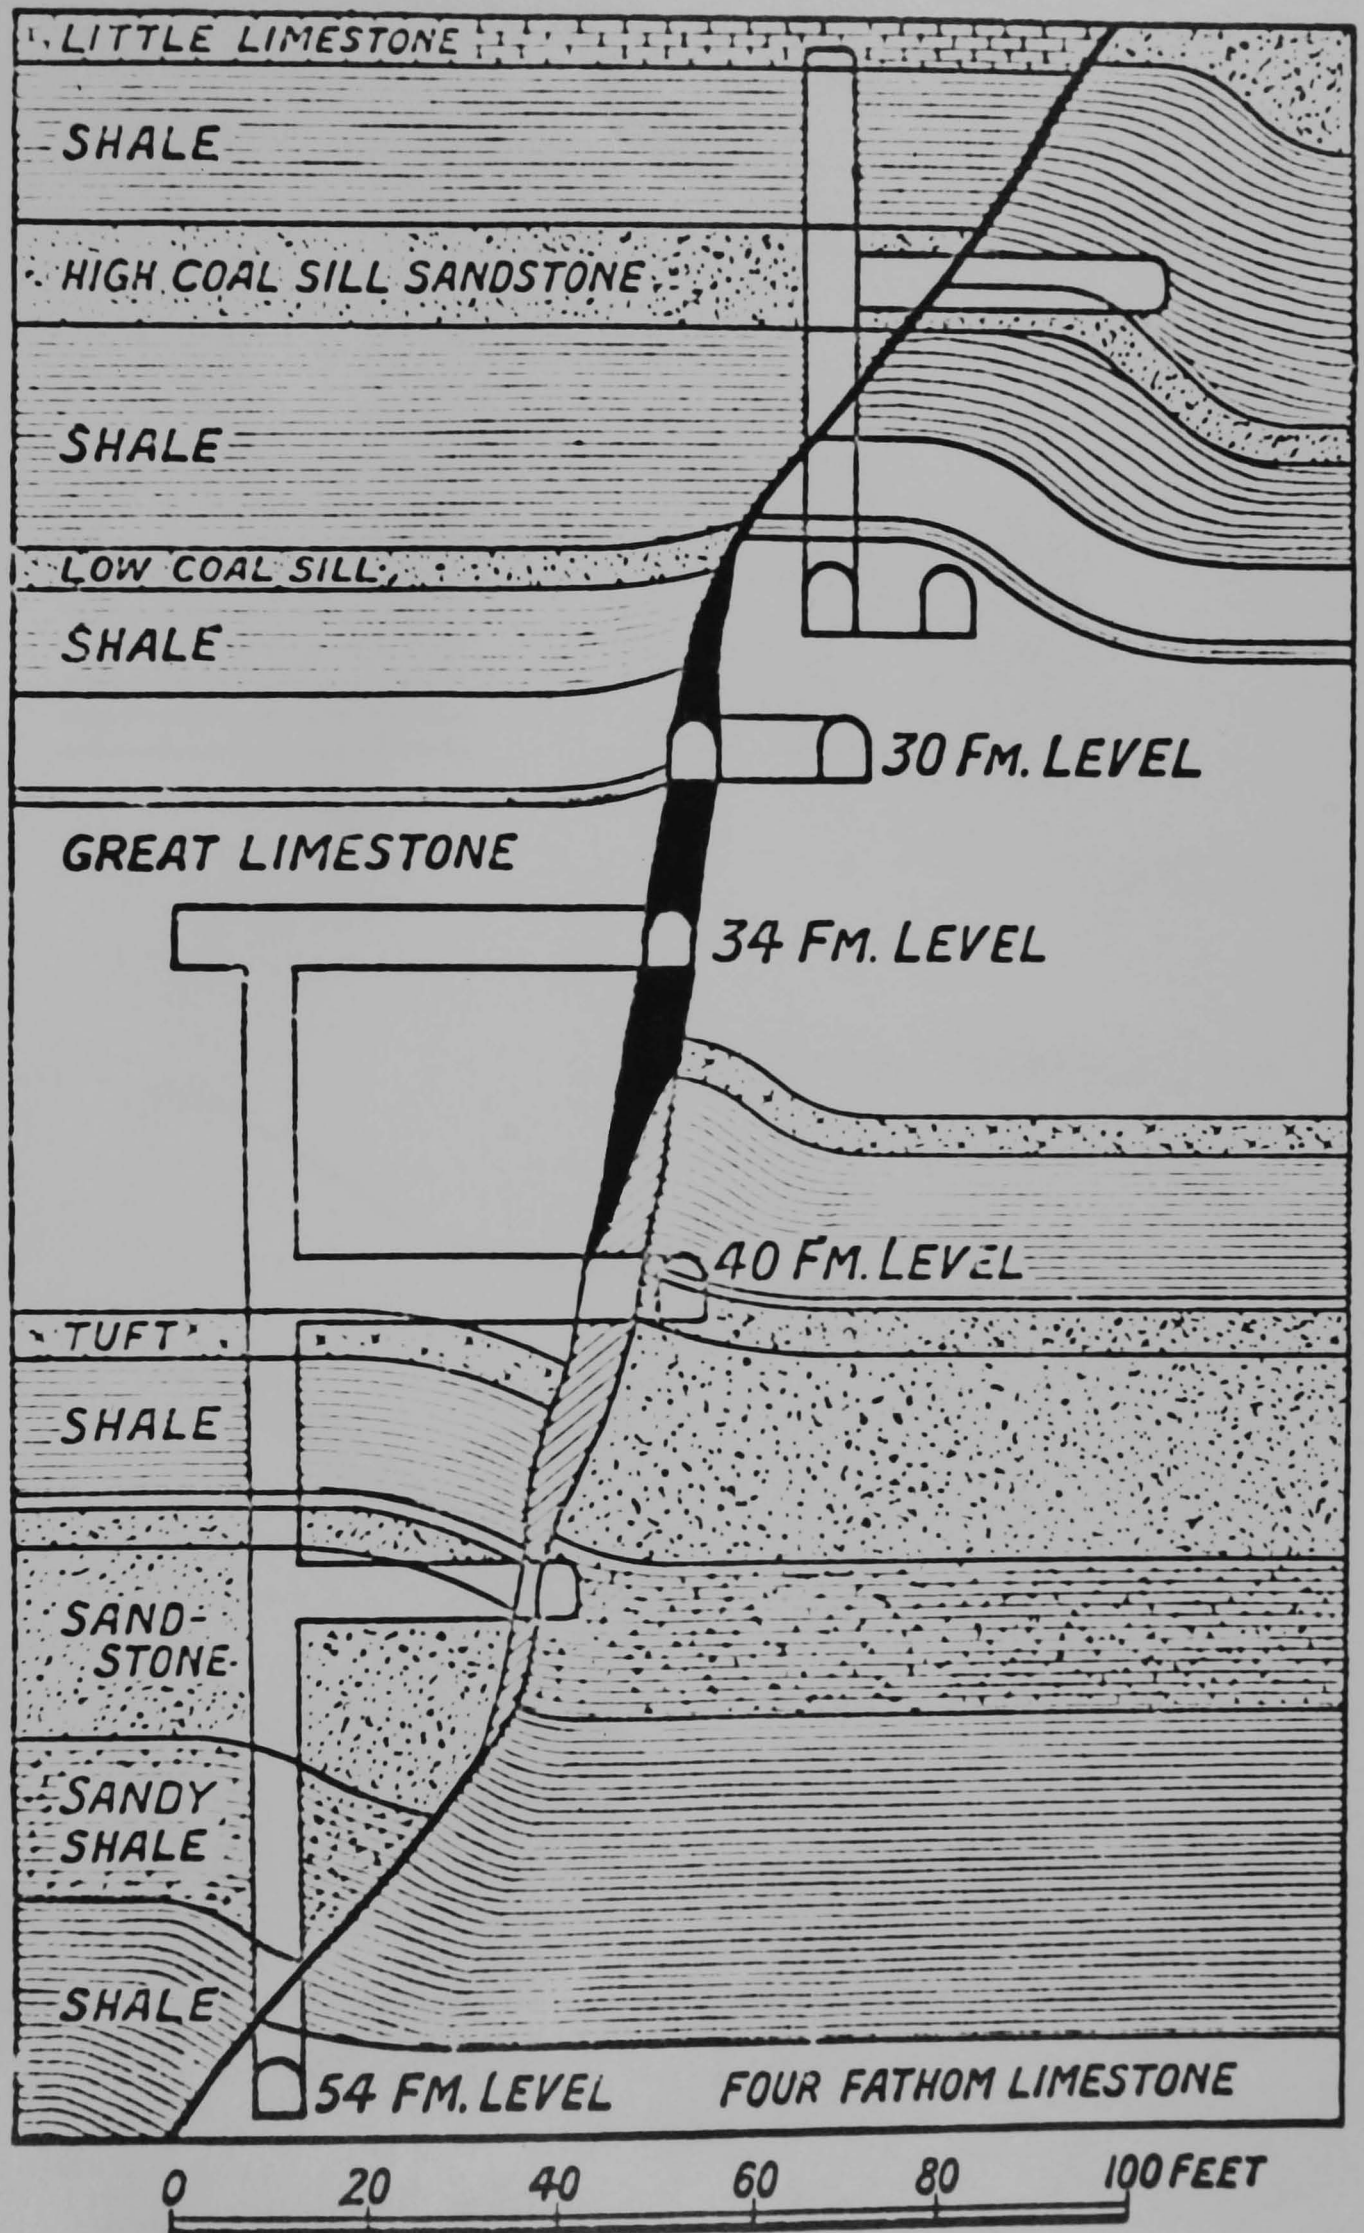 LITTLE LIMESTONE
SHALE
HIGH COAL SILL SANDSTONE
SHALE
LOW COAL SILL
SHALE
30 FM. LEVEL
GREAT LIMESTONE
34 FM. LEVEL
40 FM. LEVEL
TUFT
SHALE
SAND-
STONE
SANDY
SHALE
SHALE
54 FM. LEVEL
FOUR FATHOM LIMESTONE
0 20 40 60 80 100 FEET